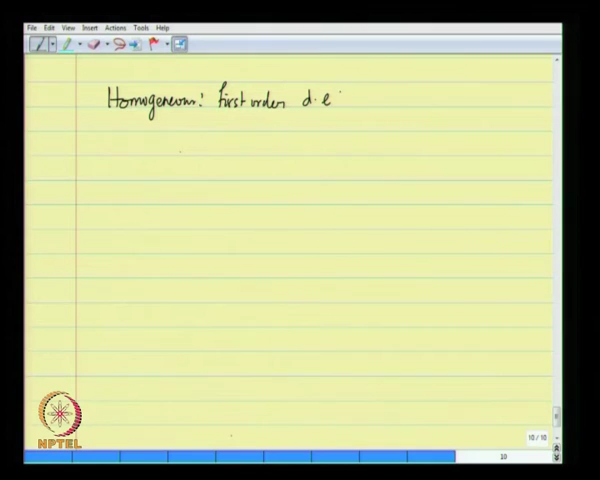 File Edit View Insert Actions Tools Help
Homogeneous: First order d.e
NPTEL
10 / 10
10